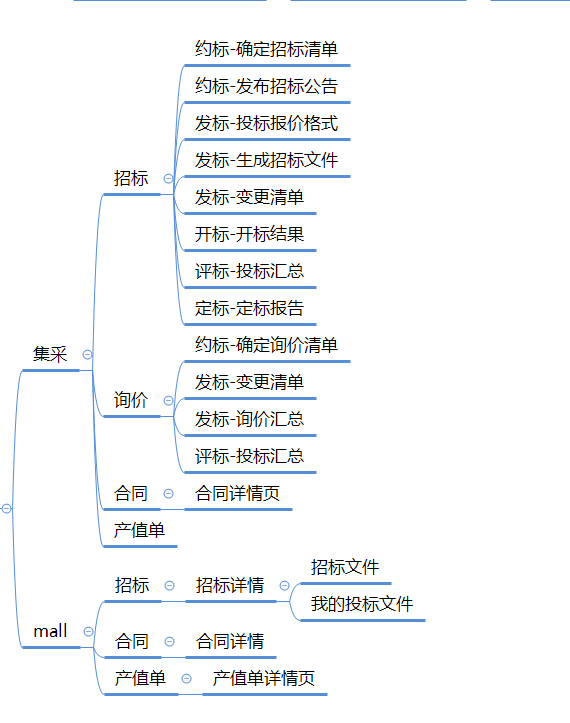 约标-确定招标清单
约标-发布招标公告
发标-投标报价格式
发标-生成招标文件
招标
发标-变更清单
开标-开标结果
评标-投标汇总
定标-定标报告
集采
约标-确定询价清单
发标-变更清单
询价
发标-询价汇总
评标-投标汇总
合同
合同详情页
产值单
招标文件
招标
招标详情
我的投标文件
mall
合同
合同详情
产值单
产值单详情页